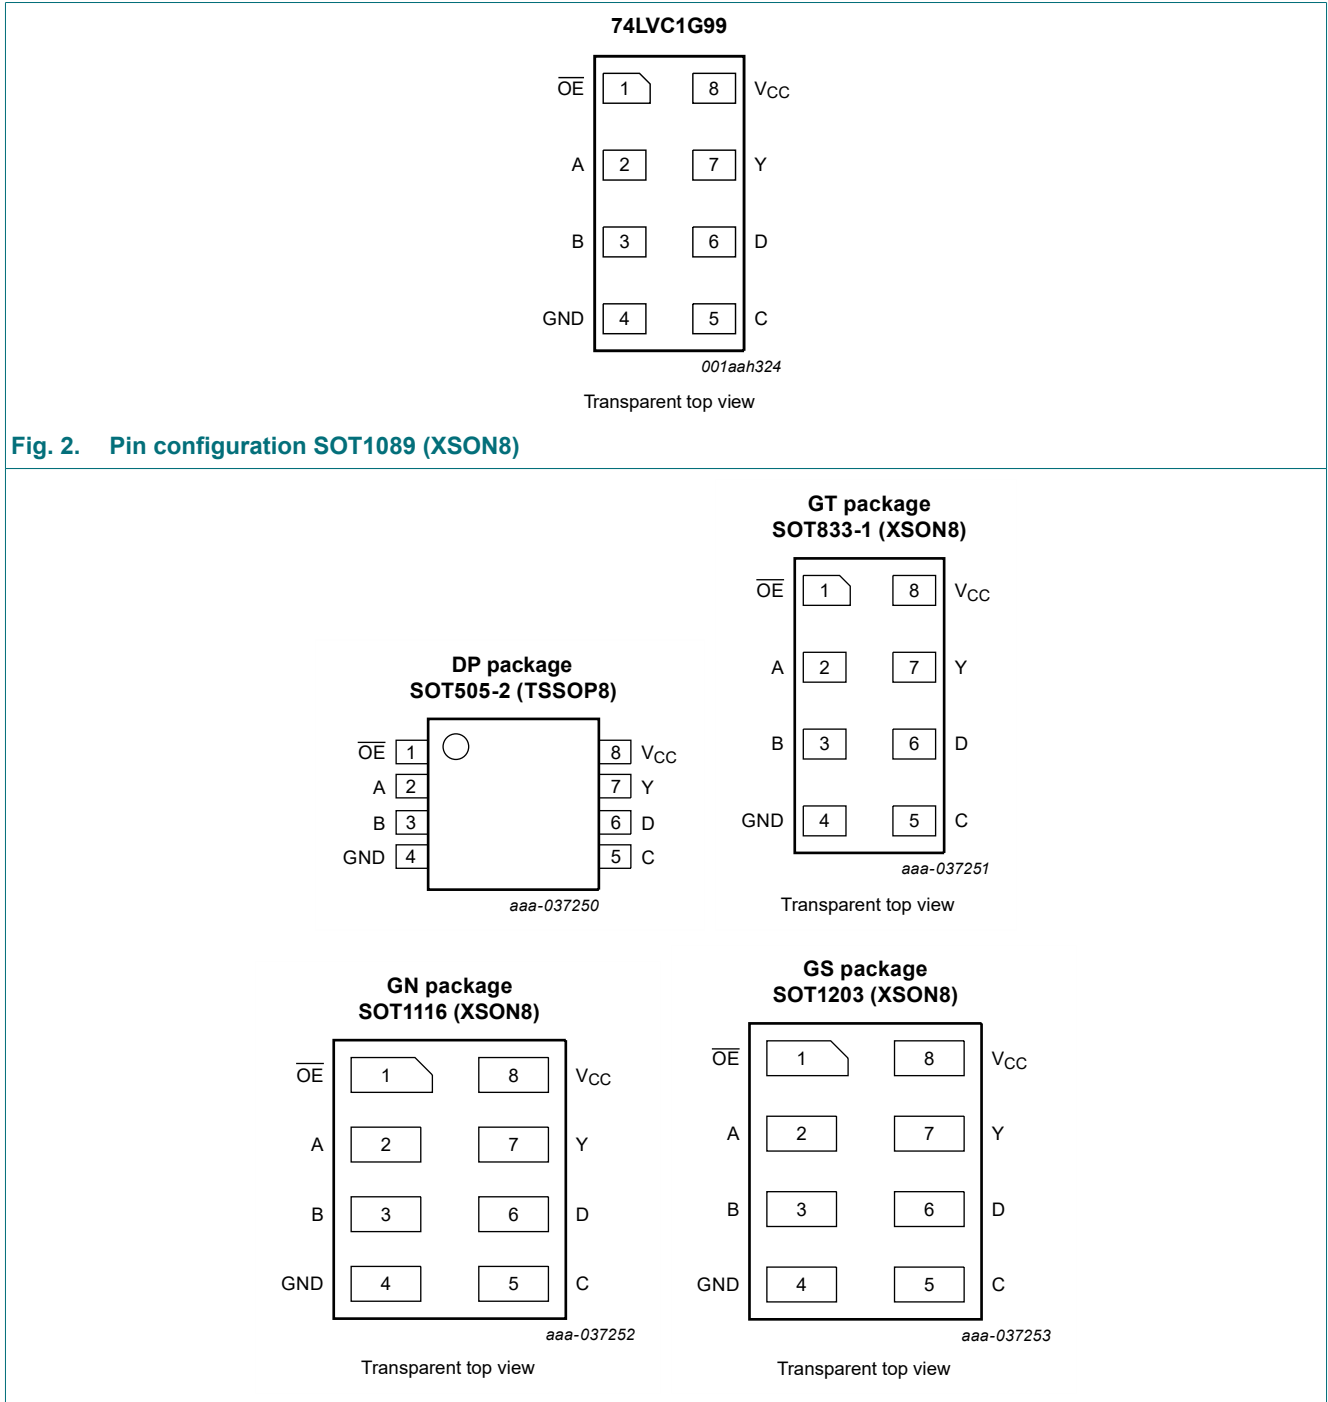 74LVC1G99
OE 1 8 VCC
A 2 7 Y
B 3 6 D
GND 4 5 C
001aah324
Transparent top view
Fig. 2. Pin configuration SOT1089 (XSON8)
DP package
SOT505-2 (TSSOP8)
OE 1 8 VCC
A 2 7 Y
B 3 6 D
GND 4 5 C
aaa-037250
GT package
SOT833-1 (XSON8)
OE 1 8 VCC
A 2 7 Y
B 3 6 D
GND 4 5 C
aaa-037251
Transparent top view
GN package
SOT1116 (XSON8)
OE 1 8 VCC
A 2 7 Y
B 3 6 D
GND 4 5 C
aaa-037252
Transparent top view
GS package
SOT1203 (XSON8)
OE 1 8 VCC
A 2 7 Y
B 3 6 D
GND 4 5 C
aaa-037253
Transparent top view